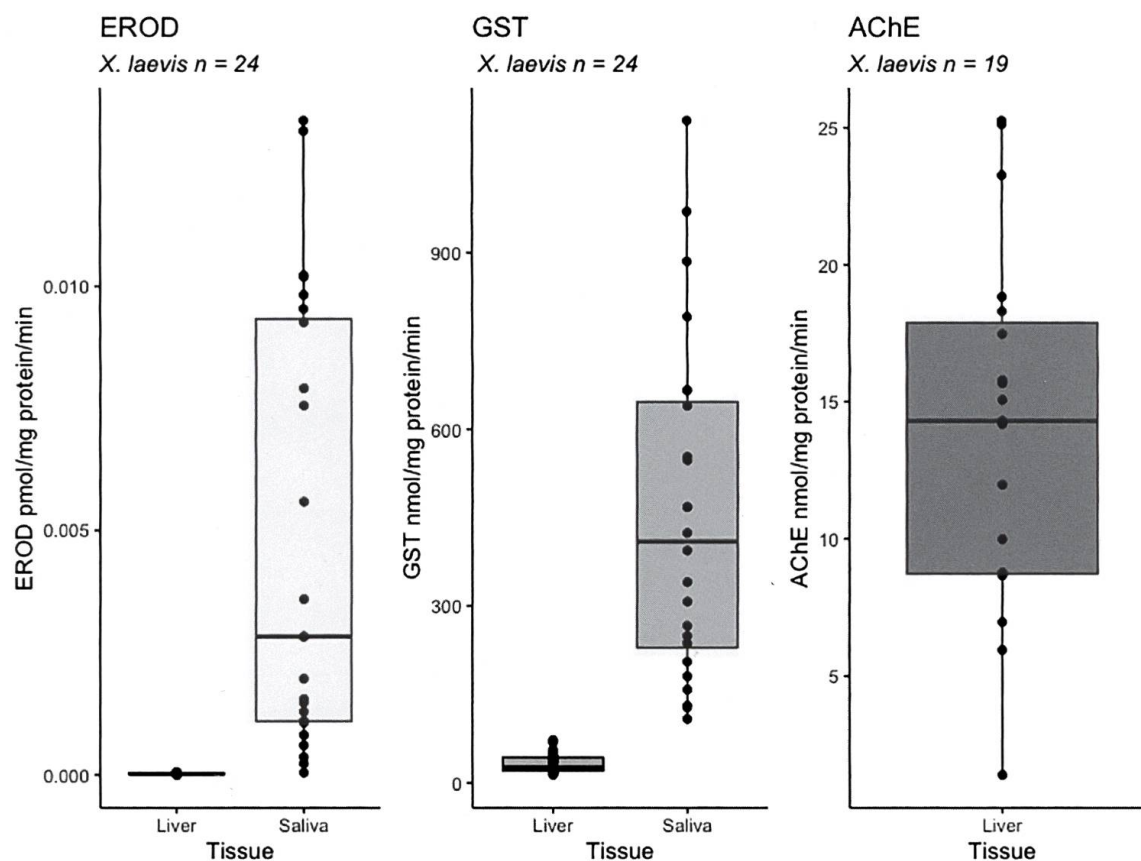 EROD
X. laevis n = 24
EROD pmol/mg protein/min
0.010
0.005
0.000
Liver Saliva
Tissue
GST
X. laevis n = 24
GST nmol/mg protein/min
900
600
300
0
Liver Saliva
Tissue
AChE
X. laevis n = 19
AChE nmol/mg protein/min
25
20
15
10
5
Liver
Tissue